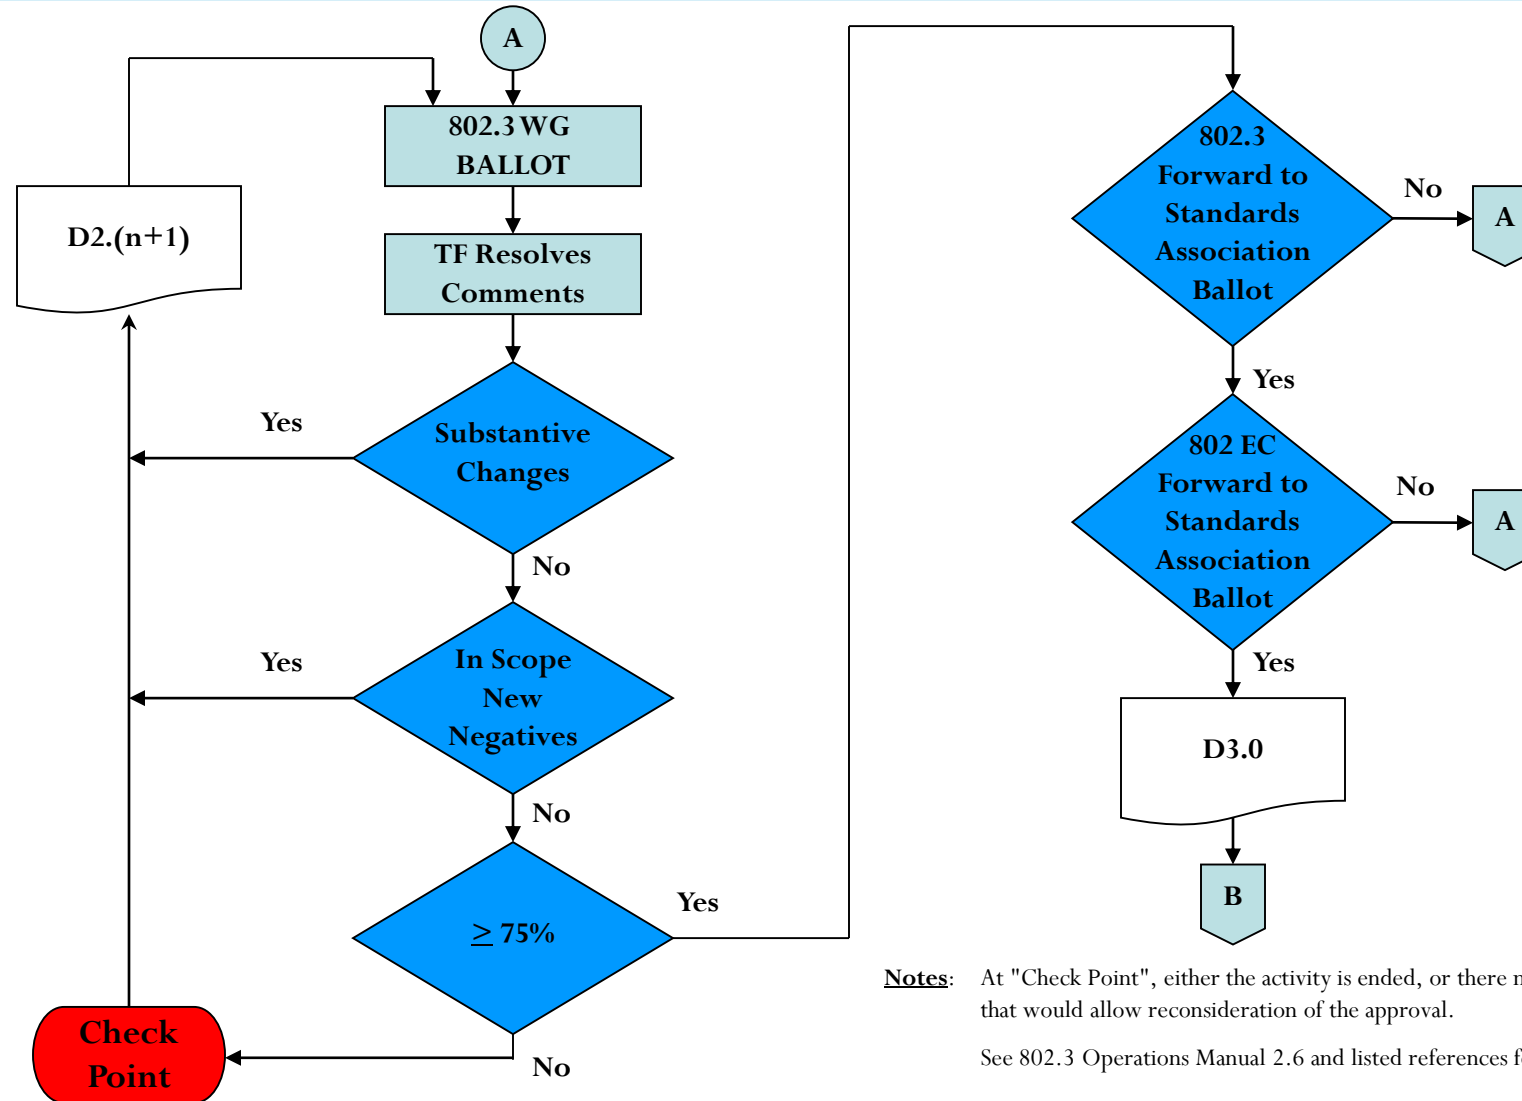 A
802.3 WG
BALLOT
D2.(n+1)
TF Resolves
Comments
Yes
Substantive
Changes
No
Yes
In Scope
New
Negatives
No
Yes
≥ 75%
Check
Point
No
802.3
Forward to
Standards
Association
Ballot
No
A
Yes
802 EC
Forward to
Standards
Association
Ballot
No
A
Yes
D3.0
B
Notes: At "Check Point", either the activity is ended, or there
that would allow reconsideration of the approval.
See 802.3 Operations Manual 2.6 and listed references